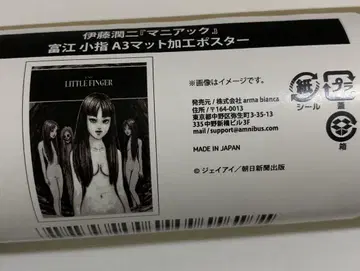 伊藤潤二『マニアック』
富江 小指 A3マット加工ポスター
LITTLE FINGER
※画像はイメージです。
発売元／株式会社 arma bianca
住所／〒164-0013
東京都中野区弥生町3-35-13
335中野新橋ビル3F
mail / support@amnibus.com
MADE IN JAPAN
© ジェイアイ／朝日新聞出版
紙
シール
プラ
箱